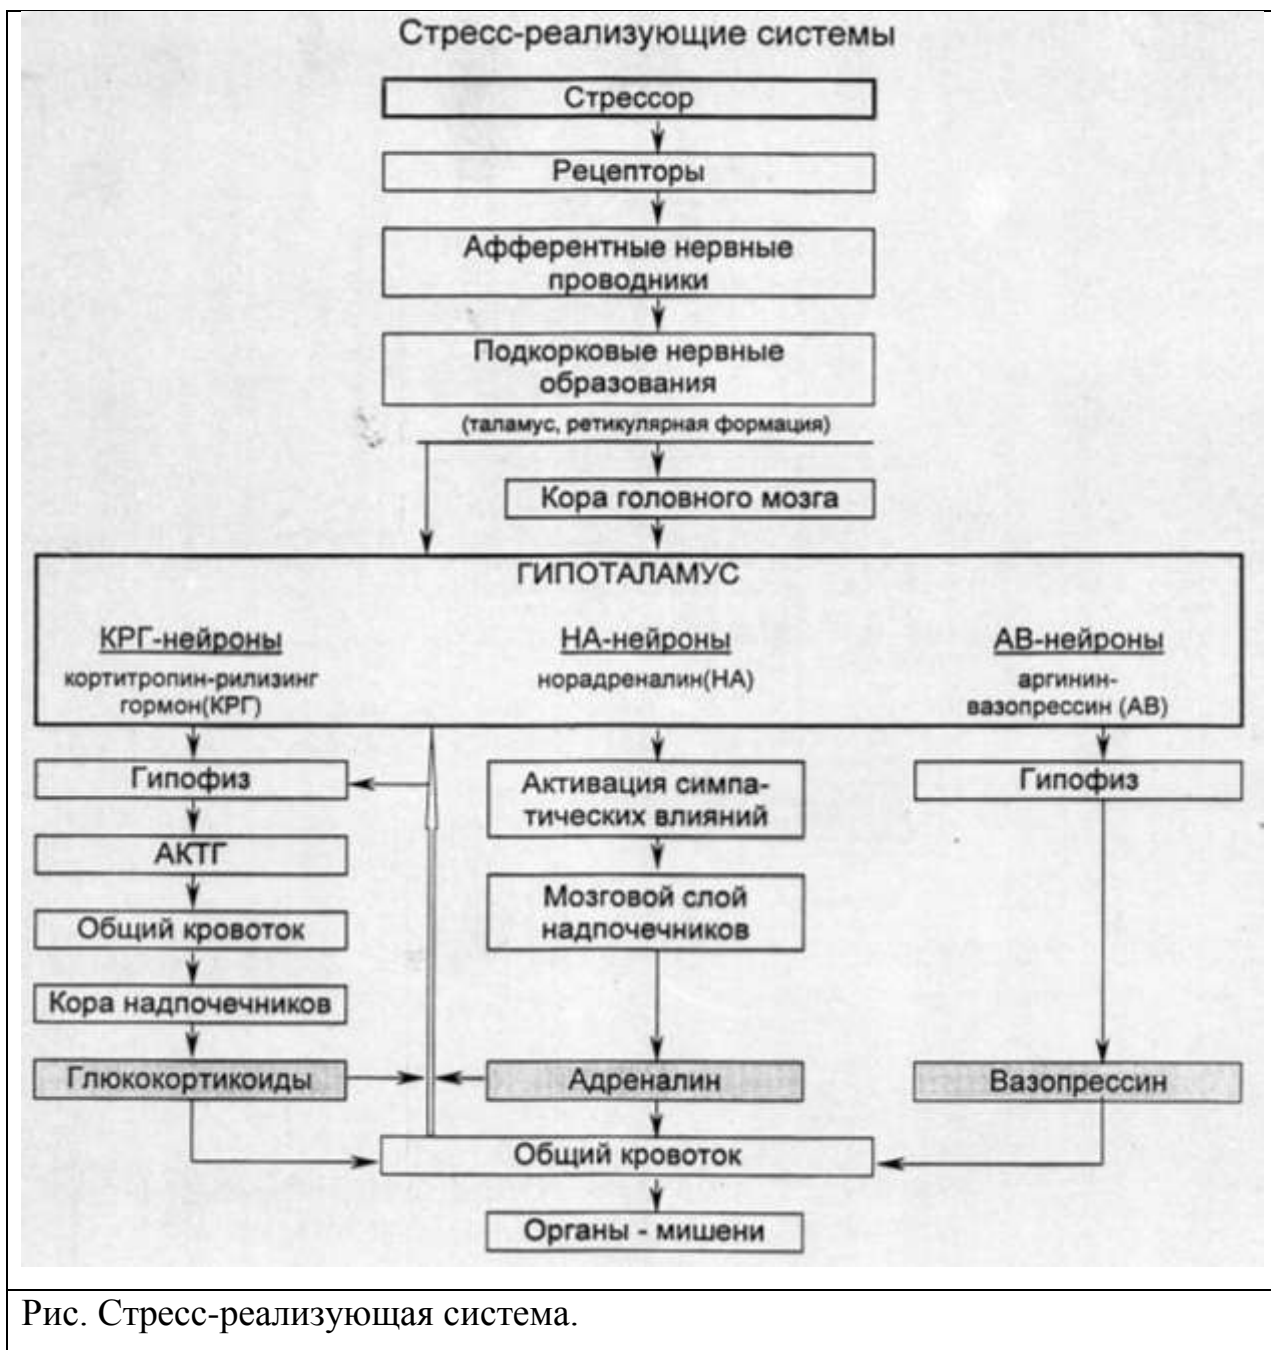 Стресс-реализующие системы
Стрессор
Рецепторы
Афферентные нервные
проводники
Подкорковые нервные
образования
(таламус, ретикулярная формация)
Кора головного мозга
ГИПОТАЛАМУС
КРГ-нейроны
кортитропин-рилизинг
гормон(КРГ)
НА-нейроны
норадреналин(НА)
АВ-нейроны
аргинин-
вазопрессин (АВ)
Гипофиз
АКТГ
Общий кровоток
Кора надпочечников
Глюкокортикоиды
Активация симпа-
тических влияний
Мозговой слой
надпочечников
Адреналин
Гипофиз
Вазопрессин
Общий кровоток
Органы - мишени
Рис. Стресс-реализующая система.